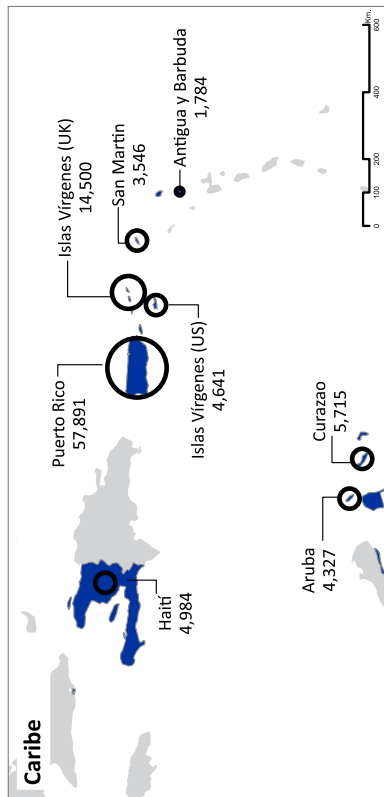 Caribe
Islas Vírgenes (UK)
14,500
San Martin
3,546
Antigua y Barbuda
1,784
Puerto Rico
57,891
Islas Vírgenes (US)
4,641
Haití
4,984
Curazao
5,715
Aruba
4,327
Km.
0 100 200 400 600